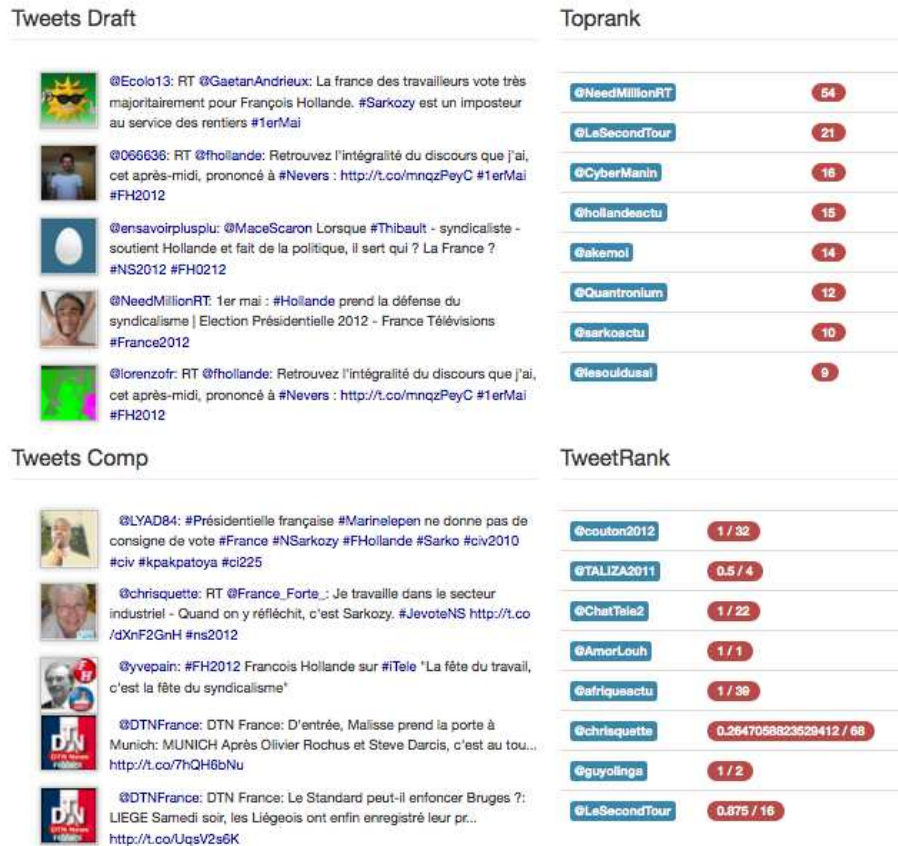 Tweets Draft
@Ecolo13: RT @GaetanAndrieux: La france des travailleurs vote très
majoritairement pour François Hollande. #Sarkozy est un imposteur
au service des rentiers #1erMai
@066636: RT @fhollande: Retrouvez l'intégralité du discours que j'ai,
cet après-midi, prononcé à #Nevers : http://t.co/mnqzPeyC #1erMai
#FH2012
@ensavoirplusplu: @MaceScaron Lorsque #Thibault - syndicaliste -
soutient Hollande et fait de la politique, il sert qui ? La France ?
#NS2012 #FH0212
@NeedMillionRT: 1er mai : #Hollande prend la défense du
syndicalisme | Election Présidentielle 2012 - France Télévisions
#France2012
@lorenzofr: RT @fhollande: Retrouvez l'intégralité du discours que j'ai,
cet après-midi, prononcé à #Nevers : http://t.co/mnqzPeyC #1erMai
#FH2012
Toprank
@NeedMillionRT 54
@LeSecondTour 21
@CyberManin 16
@hollandeactu 15
@akemoi 14
@Quantronium 12
@sarkoactu 10
@lesouldusal 9
Tweets Comp
@LYAD84: #Présidentielle française #Marinelepen ne donne pas de
consigne de vote #France #NSarkozy #FHollande #Sarko #civ2010
#civ #kpakpatoya #ci225
@chrisquette: RT @France_Forte_: Je travaille dans le secteur
industriel - Quand on y réfléchit, c'est Sarkozy. #JevoteNS http://t.co
/dXnF2GnH #ns2012
@yvepain: #FH2012 Francois Hollande sur #iTele "La fête du travail,
c'est la fête du syndicalisme"
@DTNFrance: DTN France: D'entrée, Malisse prend la porte à
Munich: MUNICH Après Olivier Rochus et Steve Darcis, c'est au tou...
http://t.co/7hQH6bNu
@DTNFrance: DTN France: Le Standard peut-il enfoncer Bruges ?:
LIEGE Samedi soir, les Liégeois ont enfin enregistré leur pr...
http://t.co/UqsV2s6K
TweetRank
@couton2012 1 / 32
@TALIZA2011 0.5 / 4
@ChatTele2 1 / 22
@AmorLouh 1 / 1
@afriqueactu 1 / 39
@chrisquette 0.2647058823529412 / 68
@guyolinga 1 / 2
@LeSecondTour 0.875 / 16